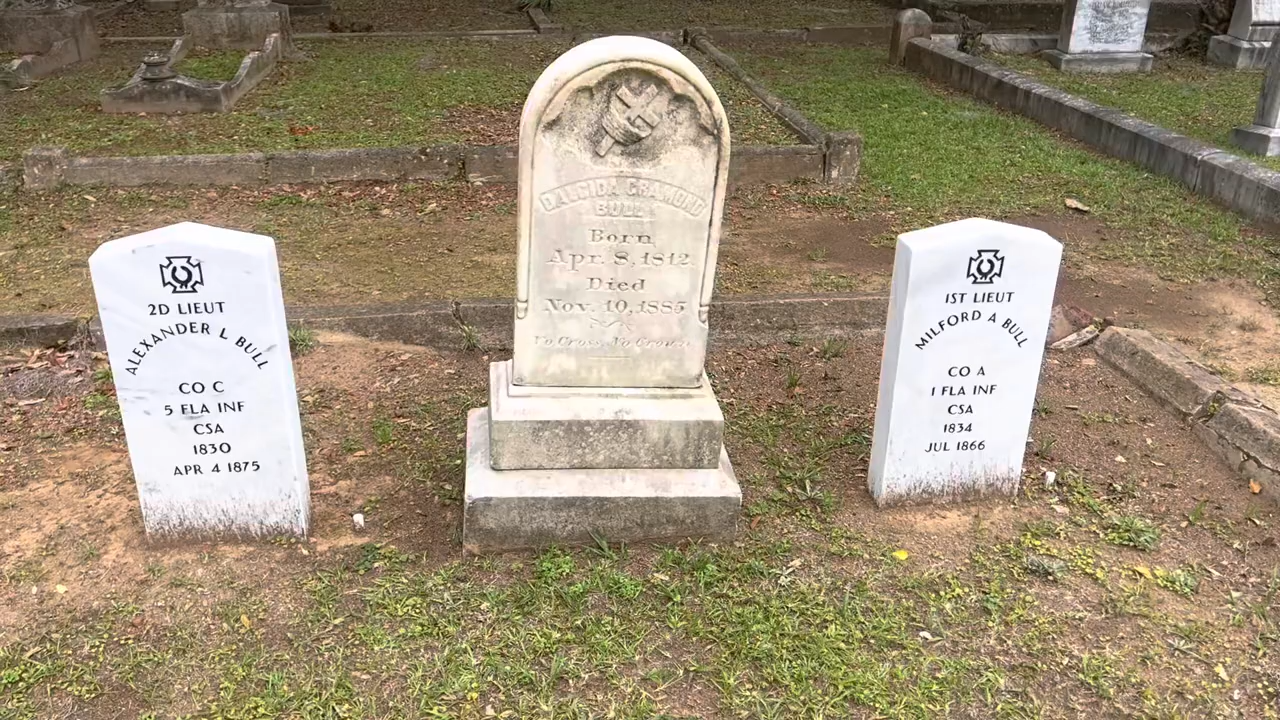 2D LIEUT
ALEXANDER L BULL
CO C
5 FLA INF
CSA
1830
APR 4 1875
DALCIDA CRAMOND
BULL
Born
Apr. 8, 1812.
Died
Nov. 10, 1885
No Cross, No Crown
1ST LIEUT
MILFORD A BULL
CO A
1 FLA INF
CSA
1834
JUL 1866